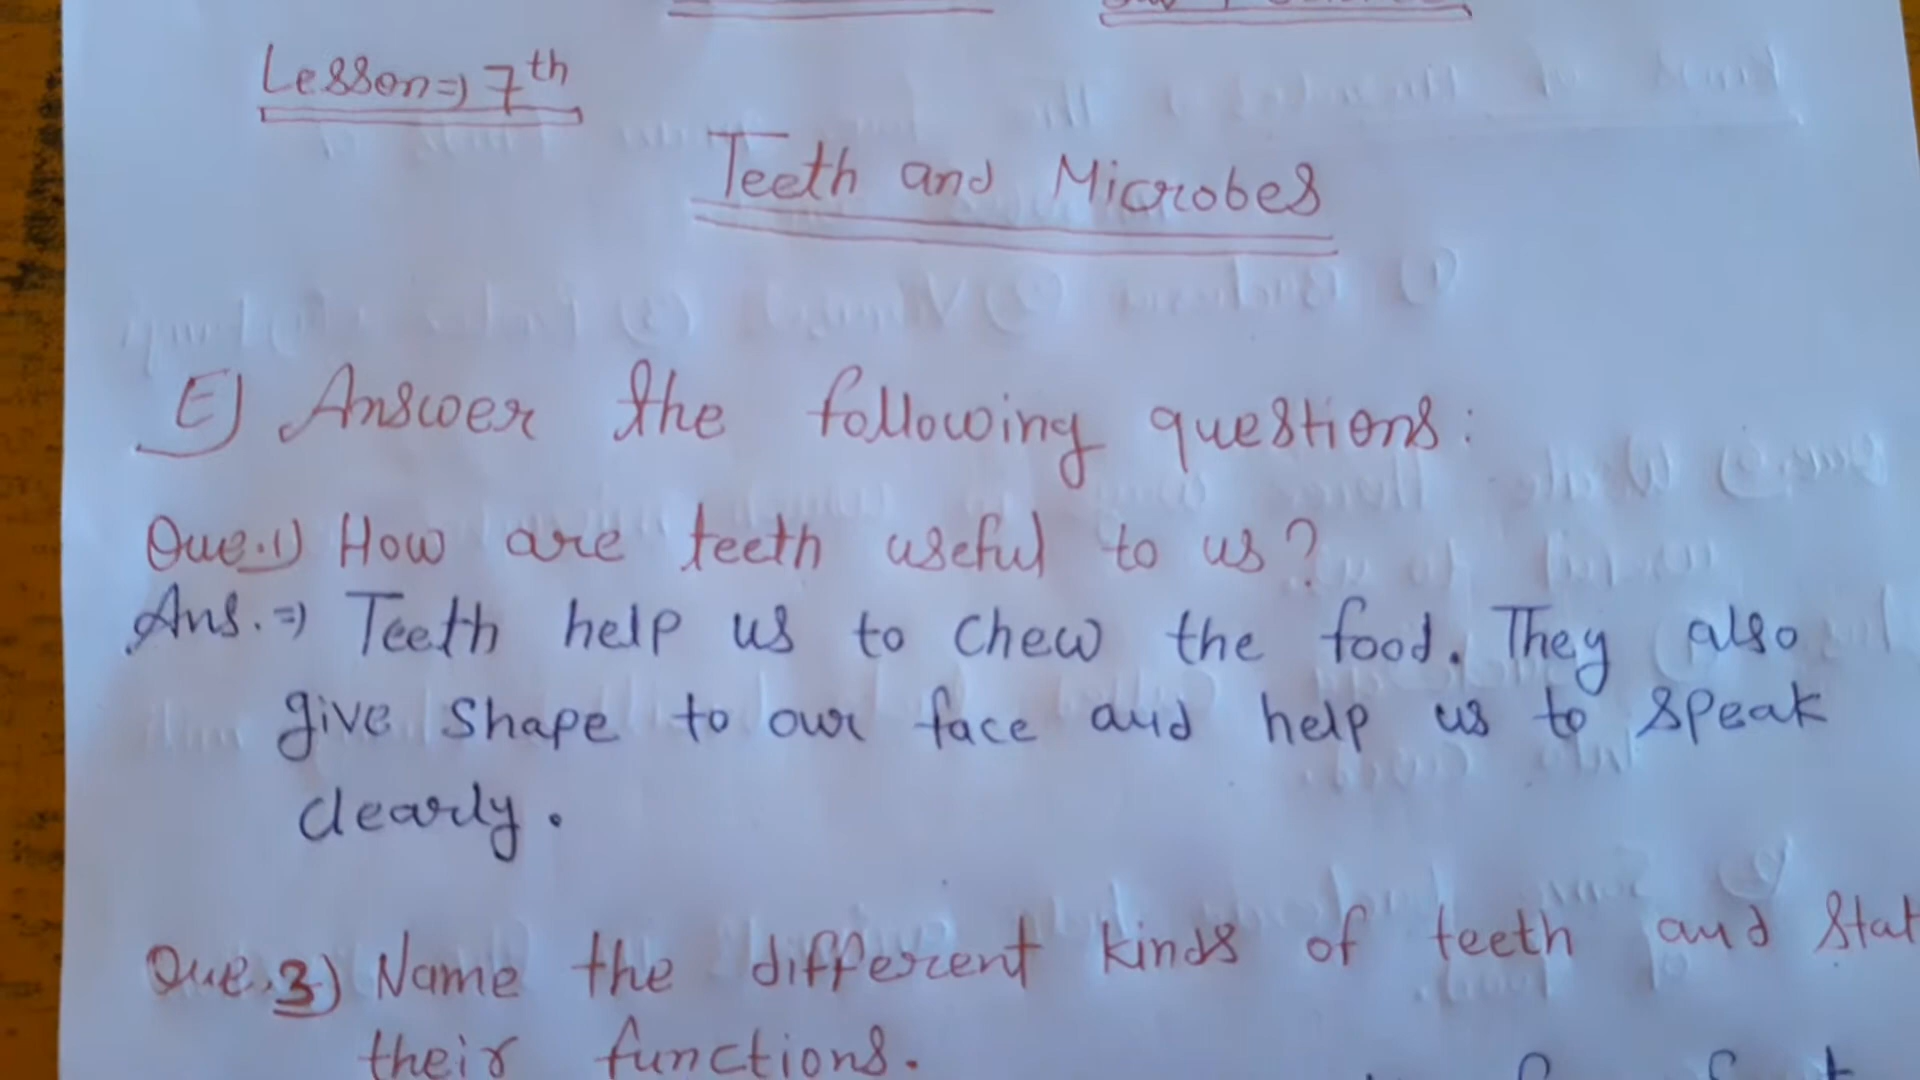 Lesson⇒ 7th
Teeth and Microbes
E) Answer the following questions:
Que.1) How are teeth useful to us?
Ans.⇒ Teeth help us to chew the food. They also
give shape to our face and help us to speak
clearly.
Que.3) Name the different kinds of teeth and stat
their functions.